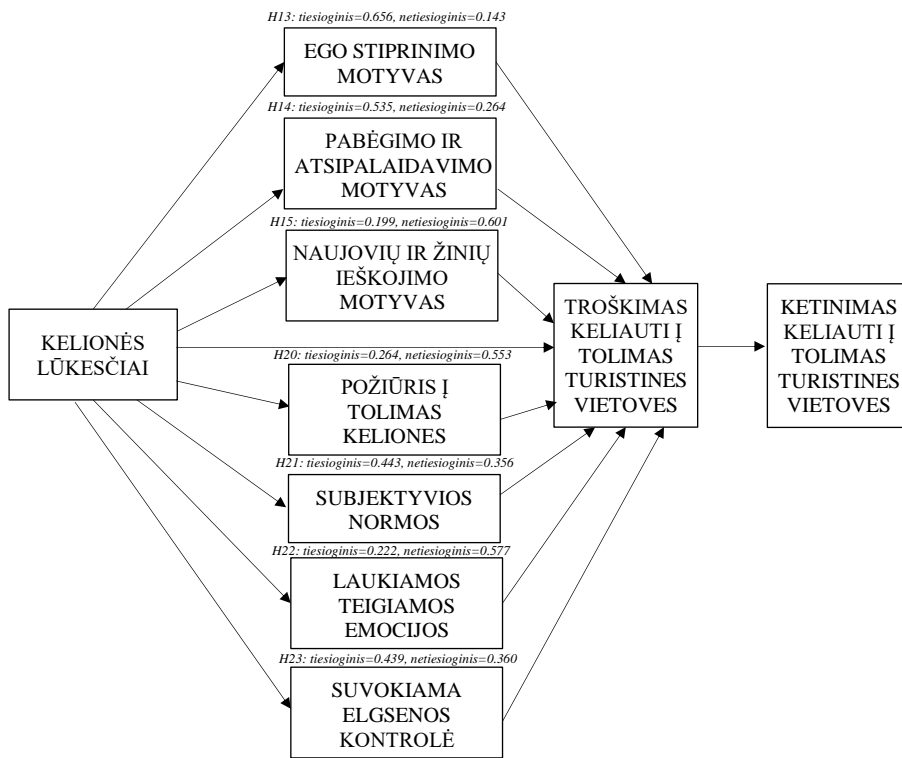 H13: tiesioginis=0.656, netiesioginis=0.143
EGO STIPRINIMO
MOTYVAS
H14: tiesioginis=0.535, netiesioginis=0.264
PABĖGIMO IR
ATSIPALAIDAVIMO
MOTYVAS
H15: tiesioginis=0.199, netiesioginis=0.601
NAUJOVIŲ IR ŽINIŲ
IEŠKOJIMO
MOTYVAS
KELIONĖS
LŪKESČIAI
H20: tiesioginis=0.264, netiesioginis=0.553
POŽIŪRIS Į
TOLIMAS
KELIONES
H21: tiesioginis=0.443, netiesioginis=0.356
SUBJEKTYVIOS
NORMOS
H22: tiesioginis=0.222, netiesioginis=0.577
LAUKIAMOS
TEIGIAMOS
EMOCIJOS
H23: tiesioginis=0.439, netiesioginis=0.360
SUVOKIAMA
ELGSENOS
KONTROLĖ
TROŠKIMAS
KELIAUTI Į
TOLIMAS
TURISTINES
VIETOVES
KETINIMAS
KELIAUTI Į
TOLIMAS
TURISTINES
VIETOVES